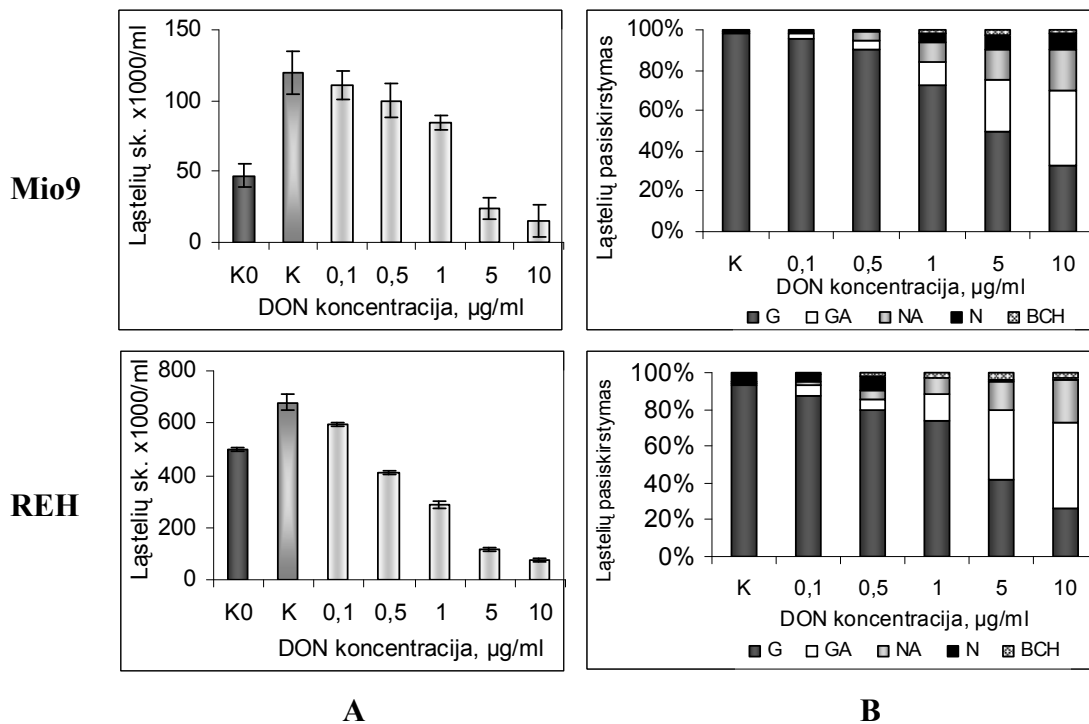 Mio9
Ląstelių sk. x1000/ml
150
100
50
0
K0 K 0,1 0,5 1 5 10
DON koncentracija, µg/ml
Ląstelių pasiskirstymas
100%
80%
60%
40%
20%
0%
K 0,1 0,5 1 5 10
DON koncentracija, µg/ml
G GA NA N BCH
REH
Ląstelių sk. x1000/ml
800
600
400
200
0
K0 K 0,1 0,5 1 5 10
DON koncentracija, µg/ml
Ląstelių pasiskirstymas
100%
80%
60%
40%
20%
0%
K 0,1 0,5 1 5 10
DON koncentracija, µg/ml
G GA NA N BCH
A B